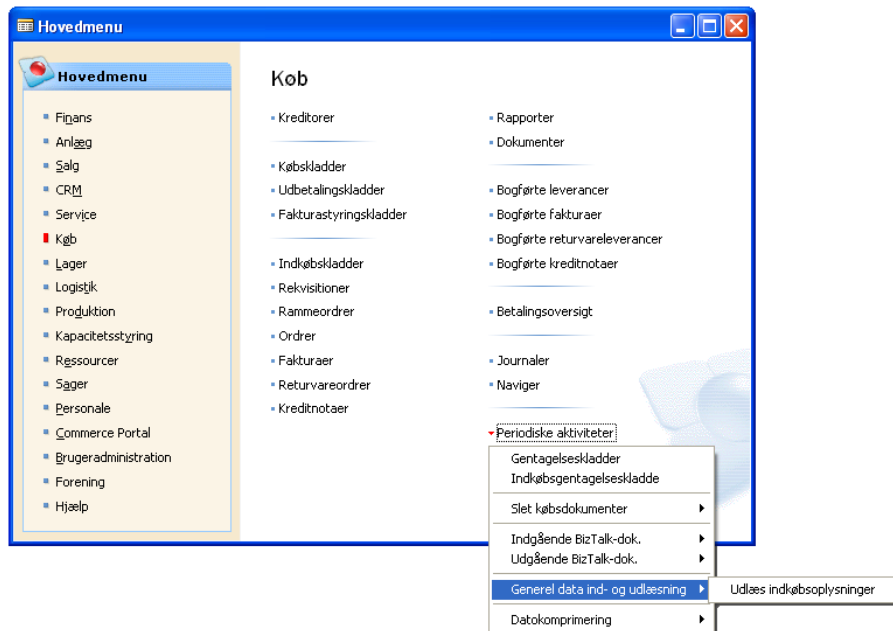 Hovedmenu
Hovedmenu
Finans
Anlæg
Salg
CRM
Service
Køb
Lager
Logistik
Produktion
Kapacitetsstyring
Ressourcer
Sager
Personale
Commerce Portal
Brugeradministration
Forening
Hjælp
Køb
Kreditorer
Købskladder
Udbetalingskladder
Fakturastyringskladder
Indkøbskladder
Rekvisitioner
Rammeordrer
Ordrer
Fakturaer
Returvareordrer
Kreditnotaer
Rapporter
Dokumenter
Bogførte leverancer
Bogførte fakturaer
Bogførte returvareleverancer
Bogførte kreditnotaer
Betalingsoversigt
Journaler
Naviger
Periodiske aktiviteter
Gentagelseskladder
Indkøbsgentagelseskladde
Slet købsdokumenter
Indgående BizTalk-dok.
Udgående BizTalk-dok.
Generel data ind- og udlæsning
Udlæs indkøbsoplysninger
Datokomprimering